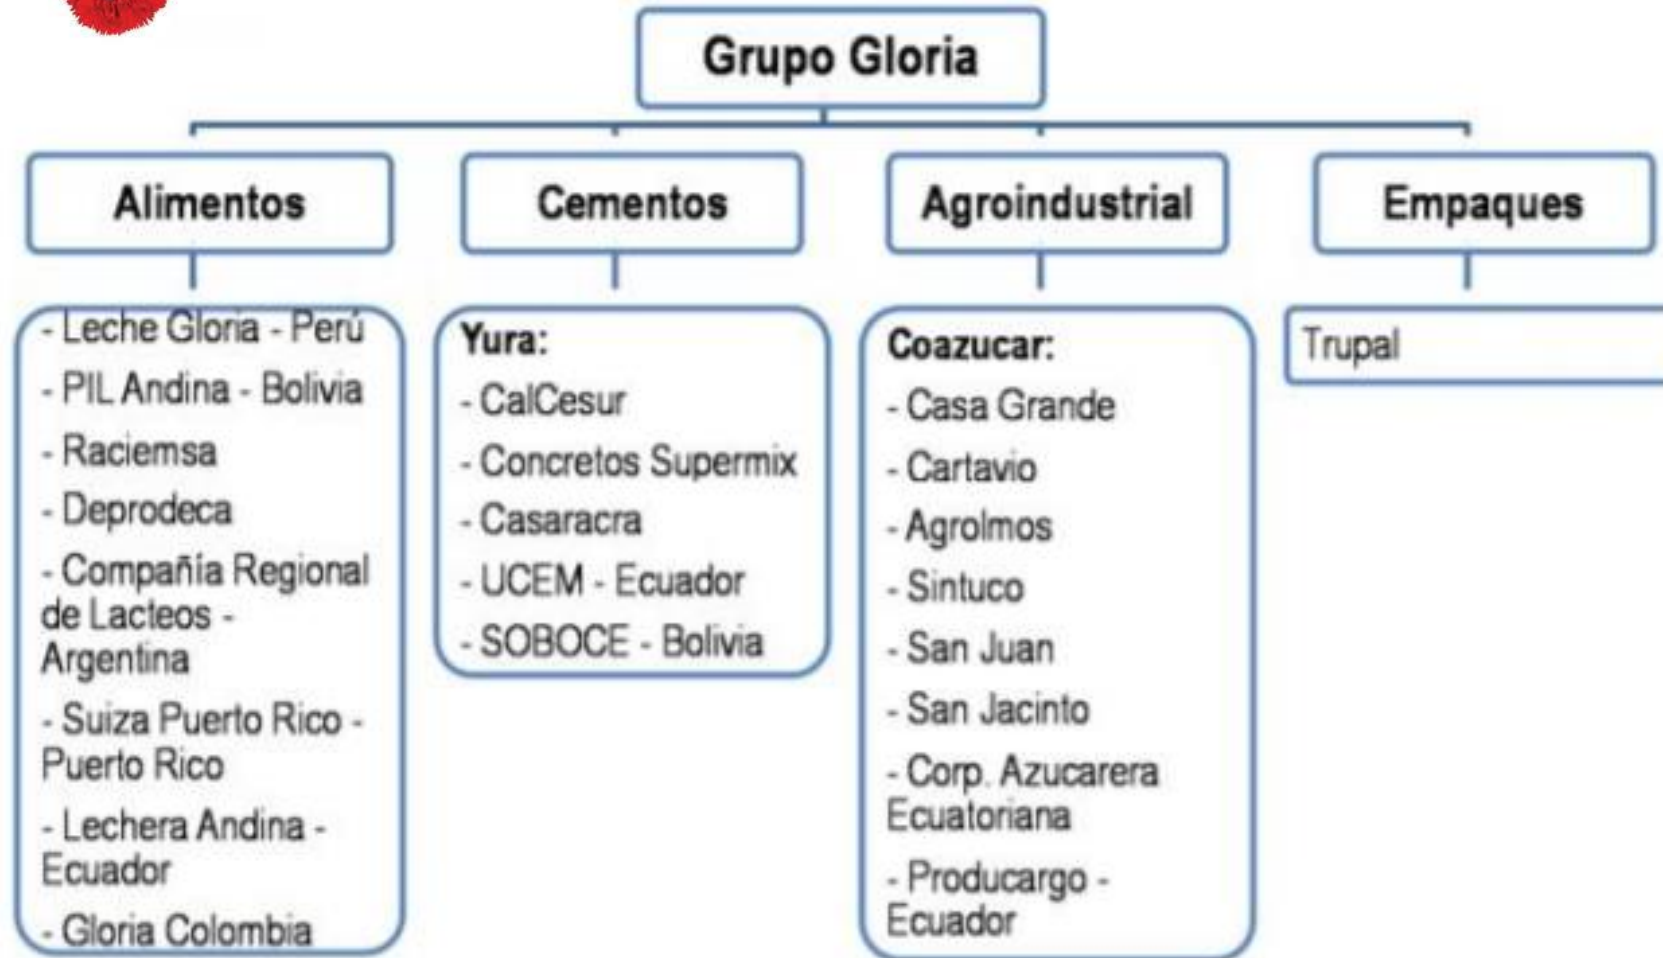 Grupo Gloria
Alimentos
- Leche Gloria - Perú
- PIL Andina - Bolivia
- Raciemsa
- Deprodeca
- Compañía Regional
de Lacteos -
Argentina
- Suiza Puerto Rico -
Puerto Rico
- Lechera Andina -
Ecuador
- Gloria Colombia
Cementos
Yura:
- CalCesur
- Concretos Supermix
- Casaracra
- UCEM - Ecuador
- SOBOCE - Bolivia
Agroindustrial
Coazucar:
- Casa Grande
- Cartavio
- AgroImos
- Sintuco
- San Juan
- San Jacinto
- Corp. Azucarera
Ecuatoriana
- Producargo -
Ecuador
Empaques
Trupal